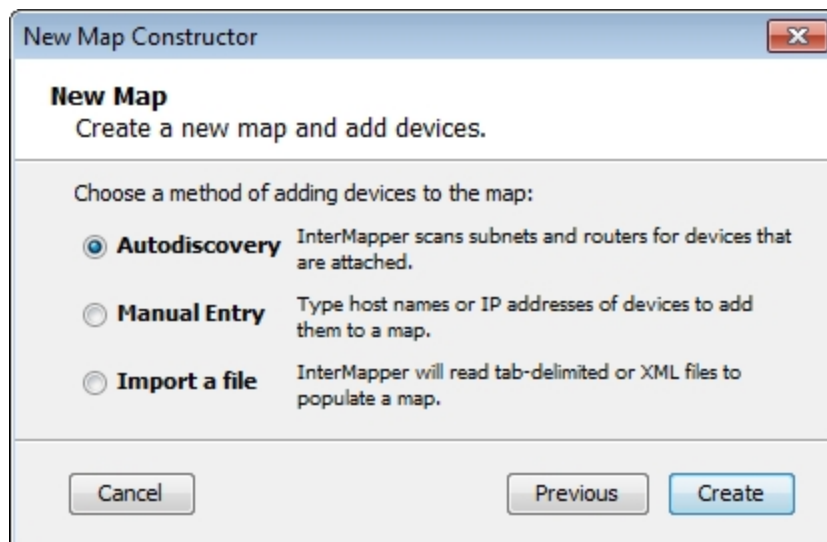 New Map Constructor
New Map
Create a new map and add devices.
Choose a method of adding devices to the map:
Autodiscovery
InterMapper scans subnets and routers for devices that
are attached.
Manual Entry
Type host names or IP addresses of devices to add
them to a map.
Import a file
InterMapper will read tab-delimited or XML files to
populate a map.
Cancel
Previous
Create